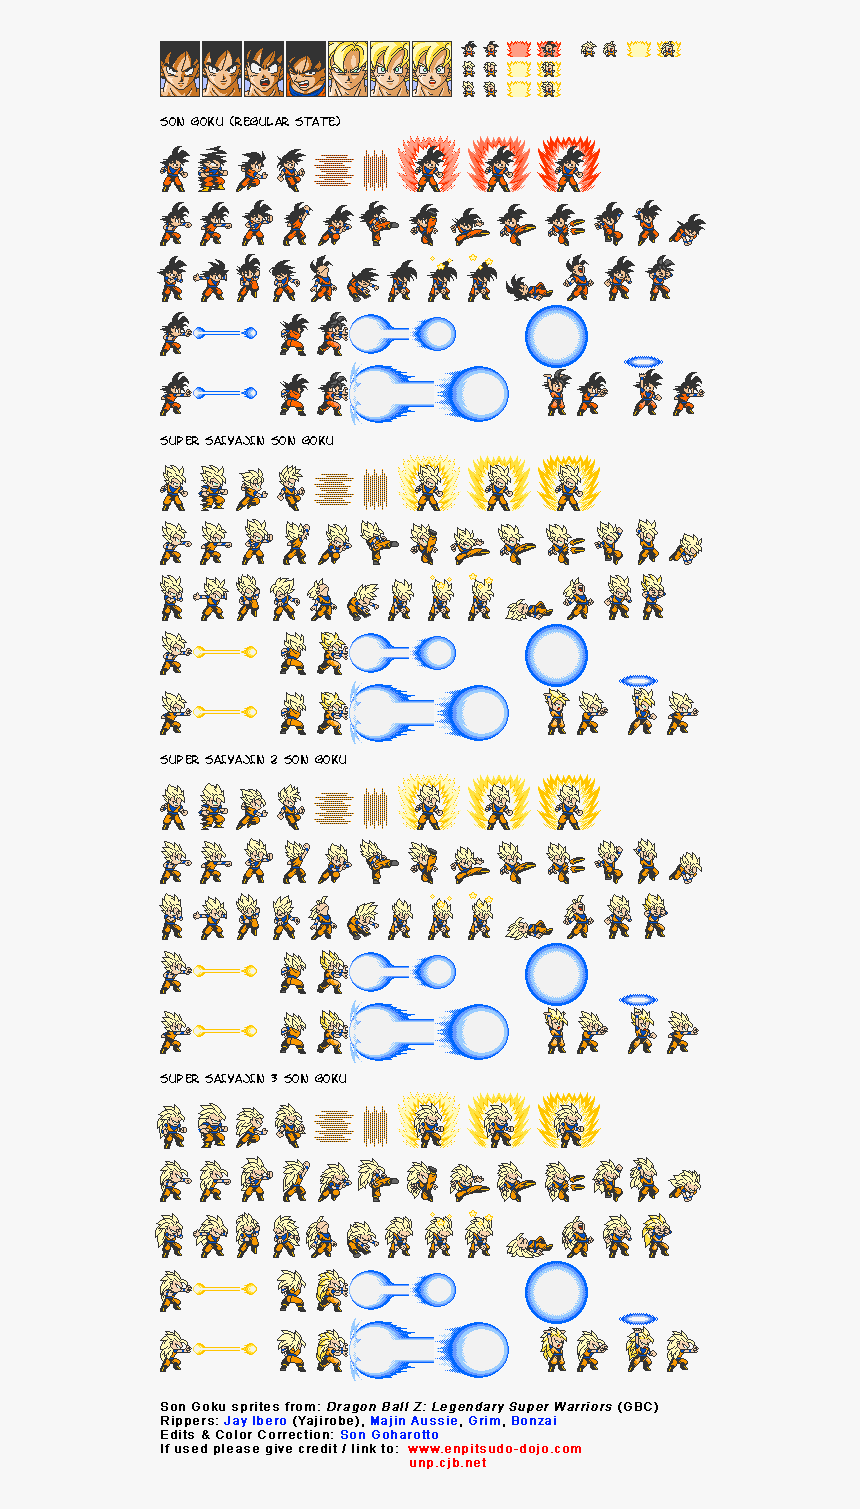 SON GOKU (REGULAR STATE)
SUPER SAIYAJIN SON GOKU
SUPER SAIYAJIN 2 SON GOKU
SUPER SAIYAJIN 3 SON GOKU
Son Goku sprites from: Dragon Ball Z: Legendary Super Warriors (GBC)
Rippers: Jay Ibero (Yajirobe), Majin Aussie, Grim, Bonzai
Edits & Color Correction: Son Goharotto
If used please give credit / link to: www.enpitsudo-dojo.com
unp.cjb.net